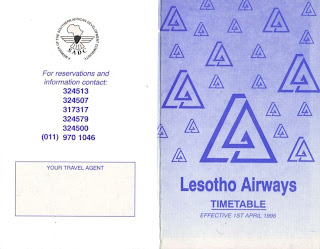 SADC
For reservations and
information contact:
324513
324507
317317
324579
324500
(011) 970 1046
YOUR TRAVEL AGENT
Lesotho Airways
TIMETABLE
EFFECTIVE 1ST APRIL 1996